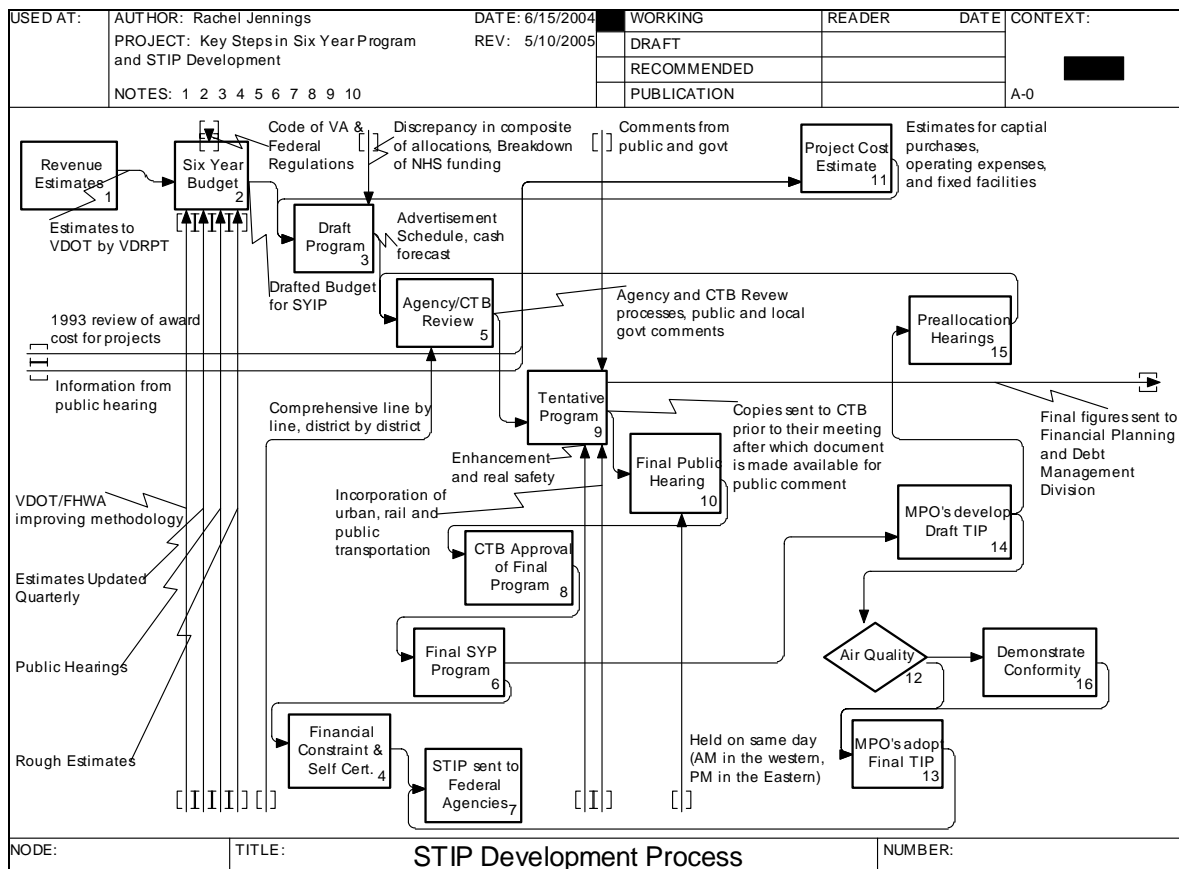 USED AT:
AUTHOR: Rachel Jennings
DATE: 6/15/2004
PROJECT: Key Steps in Six Year Program
and STIP Development
REV: 5/10/2005
NOTES: 1 2 3 4 5 6 7 8 9 10
WORKING
DRAFT
RECOMMENDED
PUBLICATION
READER
DATE
CONTEXT:
A-0
Revenue
Estimates
1
Six Year
Budget
2
Code of VA &
Federal
Regulations
Discrepancy in composite
of allocations, Breakdown
of NHS funding
Comments from
public and govt
Project Cost
Estimate
11
Estimates for captial
purchases,
operating expenses,
and fixed facilities
Estimates to
VDOT by VDRPT
Draft
Program
3
Advertisement
Schedule, cash
forecast
Drafted Budget
for SYIP
Agency/CTB
Review
5
Agency and CTB Revew
processes, public and local
govt comments
Preallocation
Hearings
15
1993 review of award
cost for projects
Information from
public hearing
Comprehensive line by
line, district by district
Tentative
Program
9
Copies sent to CTB
prior to their meeting
after which document
is made available for
public comment
Final figures sent to
Financial Planning
and Debt
Management
Division
Enhancement
and real safety
Final Public
Hearing
10
Incorporation of
urban, rail and
public
transportation
VDOT/FHWA
improving methodology
MPO's develop
Draft TIP
14
CTB Approval
of Final
Program
8
Estimates Updated
Quarterly
Public Hearings
Final SYP
Program
6
Air Quality
12
Demonstrate
Conformity
16
Rough Estimates
Financial
Constraint &
Self Cert.
4
STIP sent to
Federal
Agencies
7
Held on same day
(AM in the western,
PM in the Eastern)
MPO's adopt
Final TIP
13
NODE:
TITLE:
STIP Development Process
NUMBER: